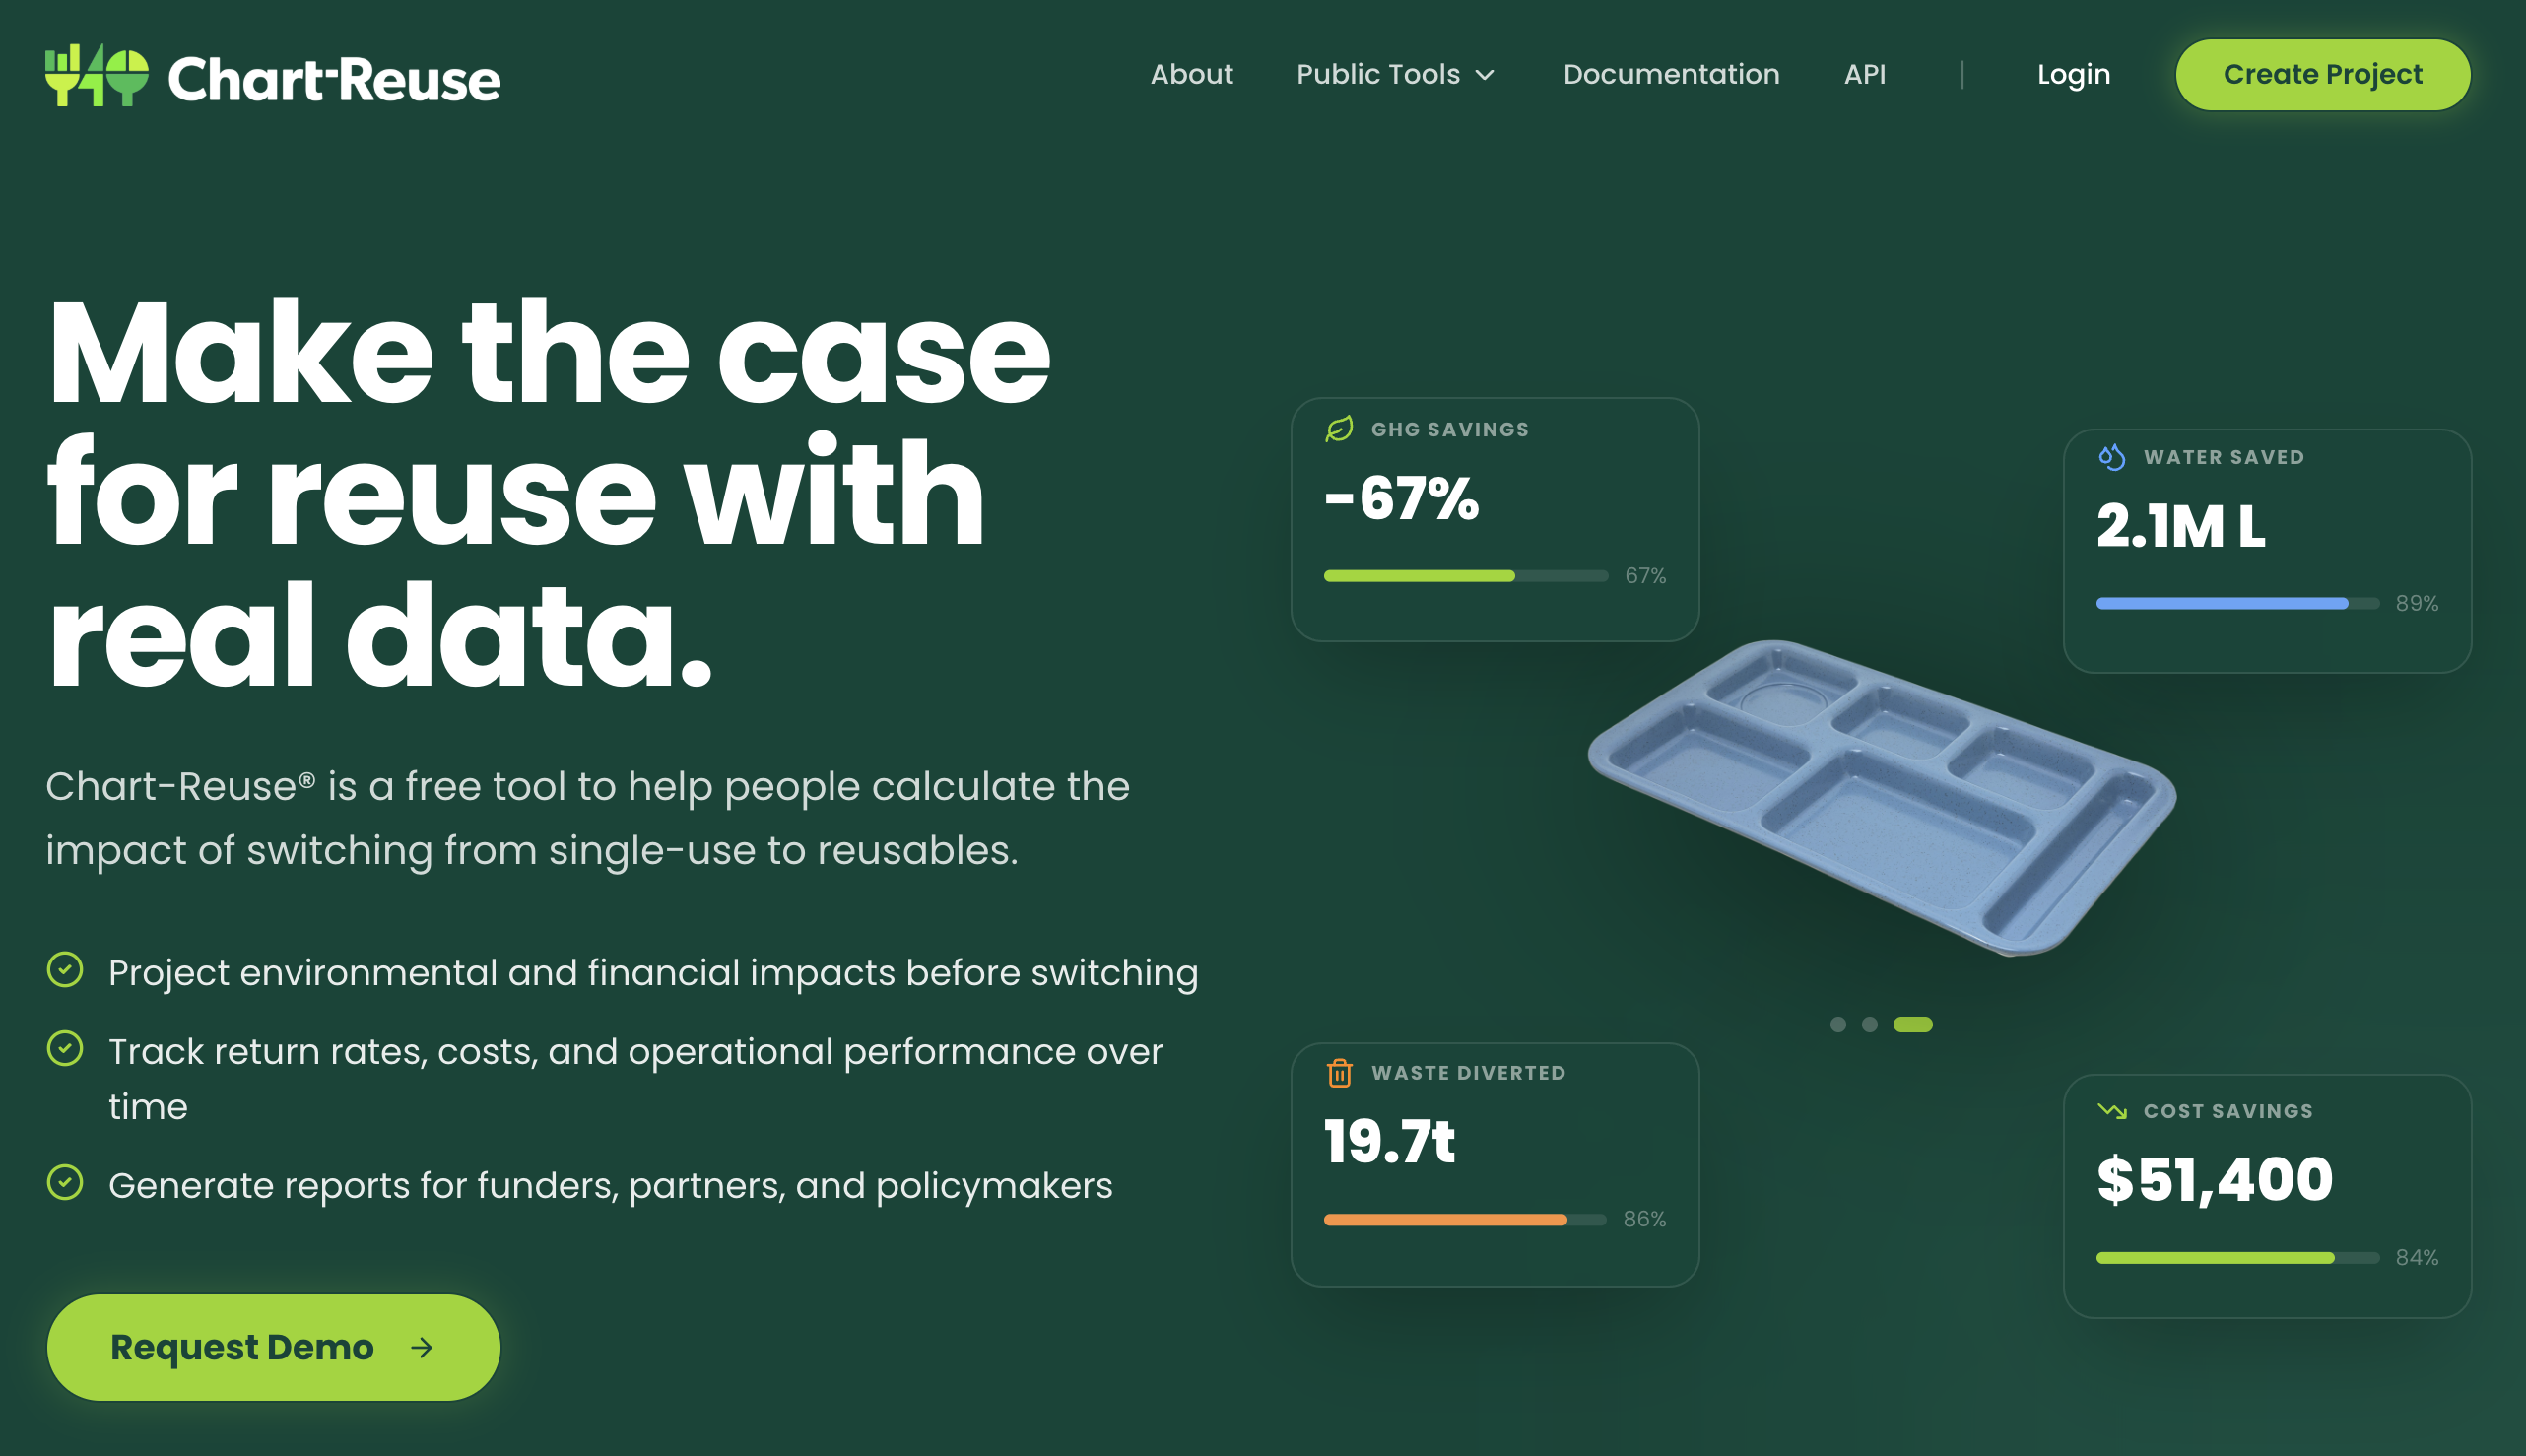 Chart-Reuse
About
Public Tools
Documentation
API
Login
Create Project
Make the case
for reuse with
real data.
Chart-Reuse® is a free tool to help people calculate the
impact of switching from single-use to reusables.
Project environmental and financial impacts before switching
Track return rates, costs, and operational performance over
time
Generate reports for funders, partners, and policymakers
Request Demo
GHG SAVINGS
-67%
67%
WATER SAVED
2.1M L
89%
WASTE DIVERTED
19.7t
86%
COST SAVINGS
$51,400
84%